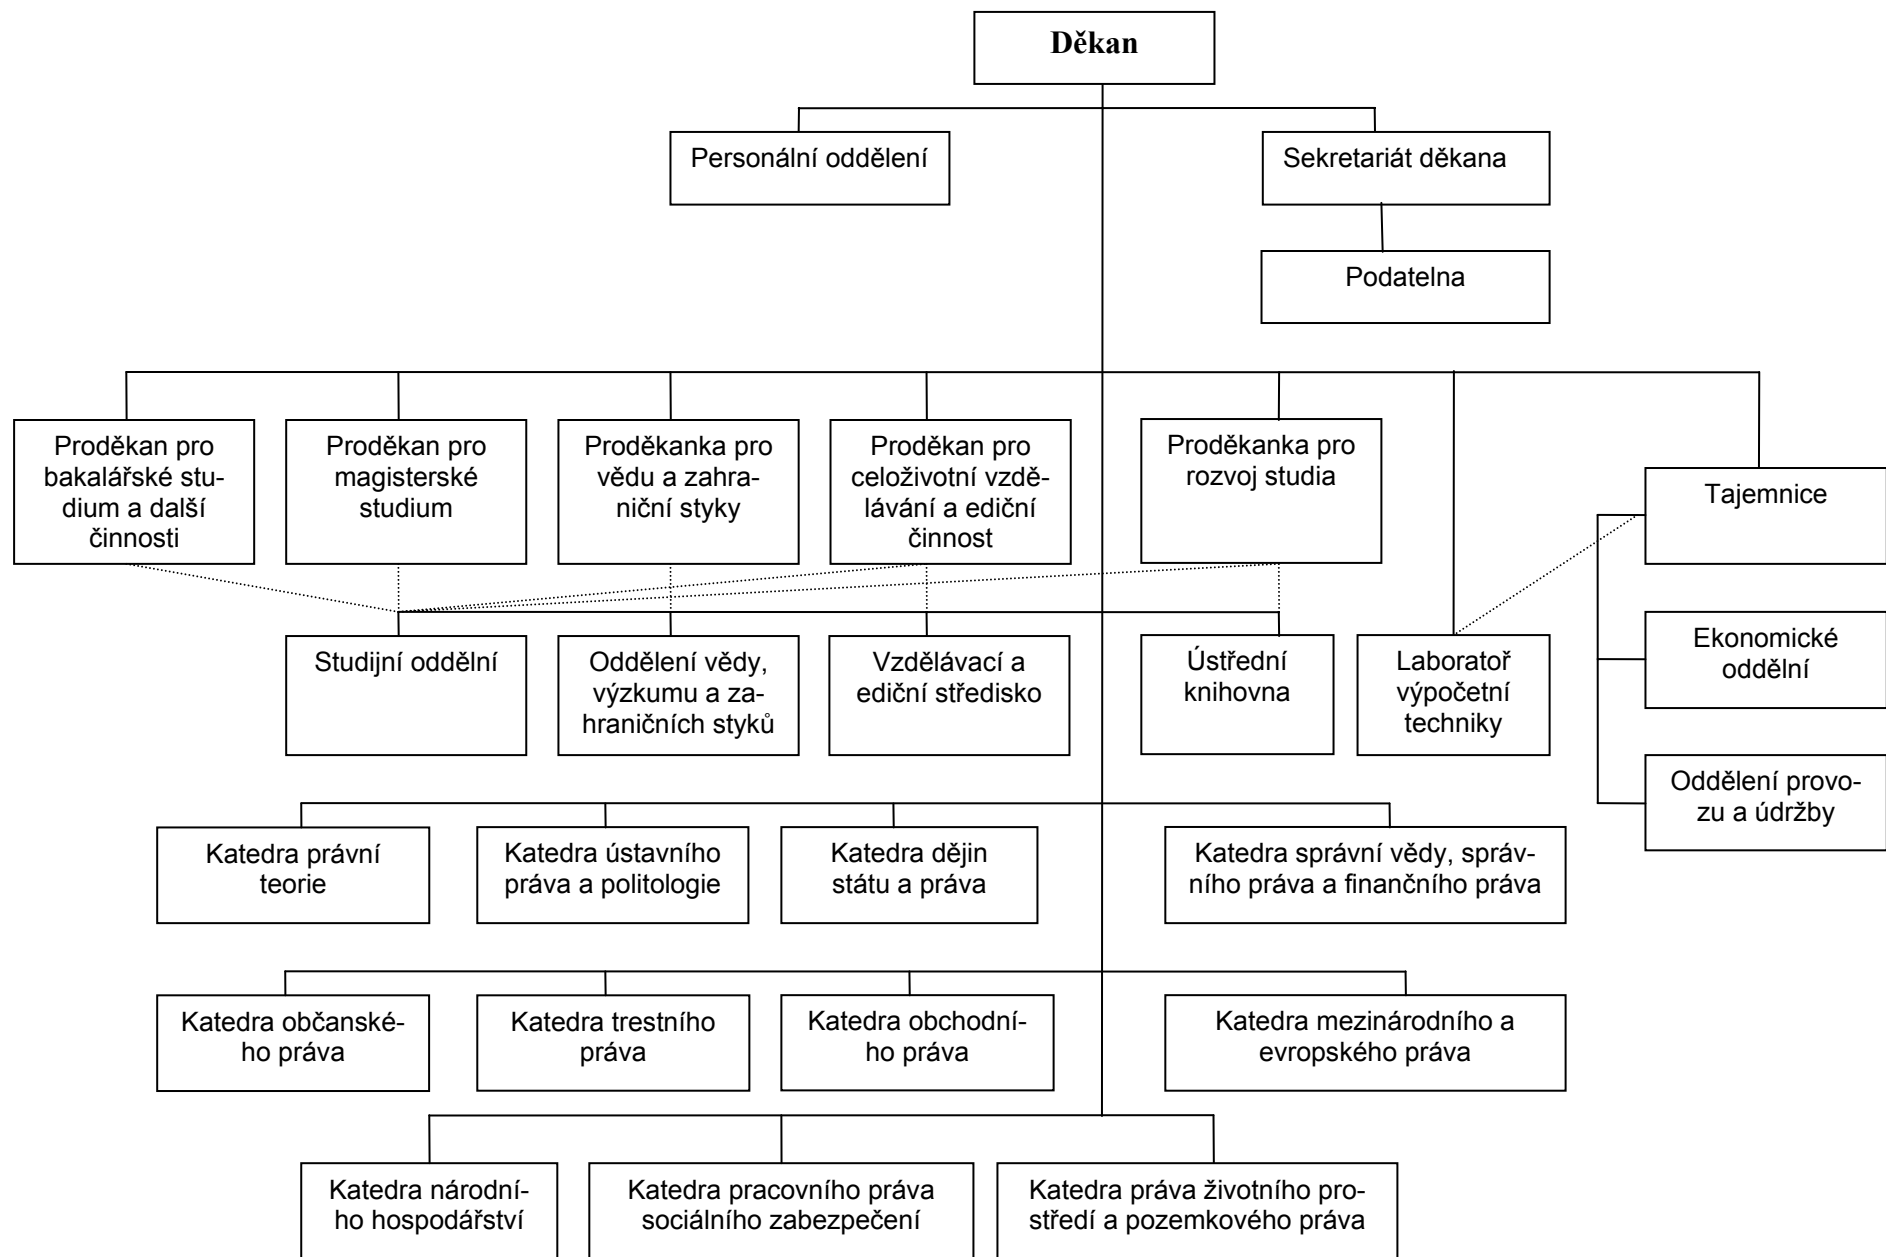 Děkan
Personální oddělení
Sekretariát děkana
Podatelna
Proděkan pro
bakalářské stu-
dium a další
činnosti
Proděkan pro
magisterské
studium
Proděkanka pro
vědu a zahra-
niční styky
Proděkan pro
celoživotní vzdě-
lávání a ediční
činnost
Proděkanka pro
rozvoj studia
Tajemnice
Studijní oddělní
Oddělení vědy,
výzkumu a za-
hraničních styků
Vzdělávací a
ediční středisko
Ústřední
knihovna
Laboratoř
výpočetní
techniky
Ekonomické
oddělní
Oddělení provo-
zu a údržby
Katedra právní
teorie
Katedra ústavního
práva a politologie
Katedra dějin
státu a práva
Katedra správní vědy, správ-
ního práva a finančního práva
Katedra občanské-
ho práva
Katedra trestního
práva
Katedra obchodní-
ho práva
Katedra mezinárodního a
evropského práva
Katedra národní-
ho hospodářství
Katedra pracovního práva
sociálního zabezpečení
Katedra práva životního pro-
středí a pozemkového práva